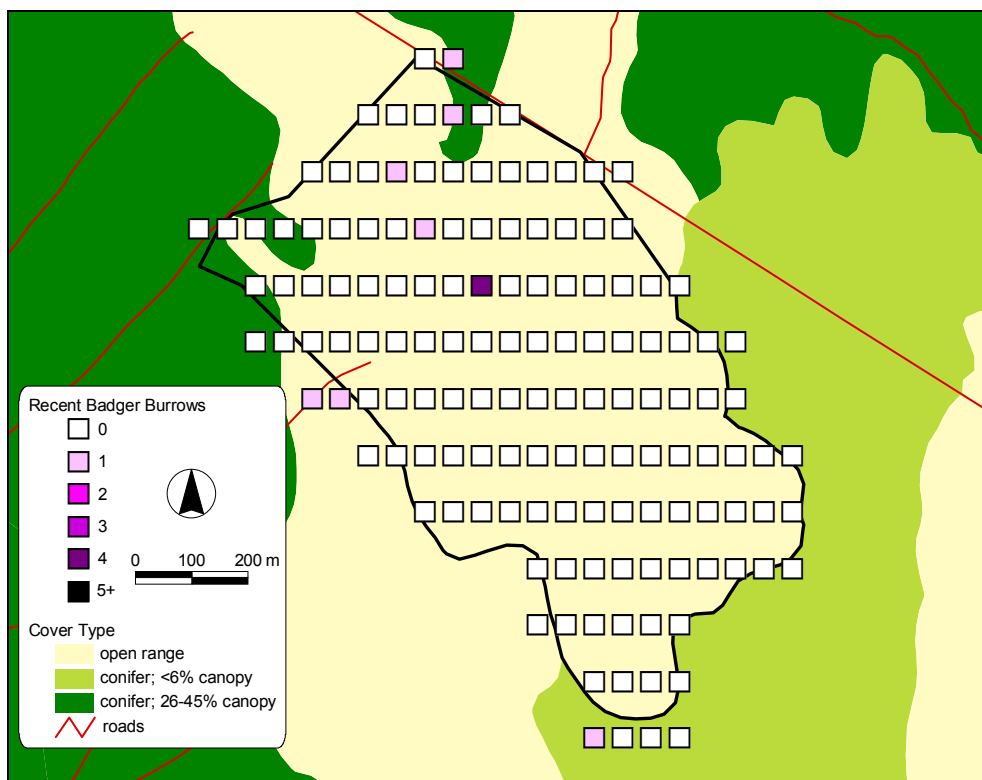 Recent Badger Burrows
0
1
2
3
4
5+
0 100 200 m
Cover Type
open range
conifer; <6% canopy
conifer; 26-45% canopy
roads